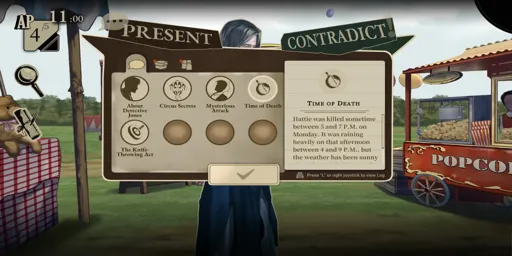 AP 11:00
4/5
PRESENT
CONTRADICT
About
Detective
Jones
Circus Secrets
Mysterious
Attack
Time of Death
The Knife-
Throwing Act
TIME OF DEATH
Hattie was killed sometime
between 5 and 7 P.M. on
Monday. It was raining
heavily on that afternoon
between 4 and 9 P.M., but
the weather has been sunny
Press "L" or right joystick to view Log
POPCO